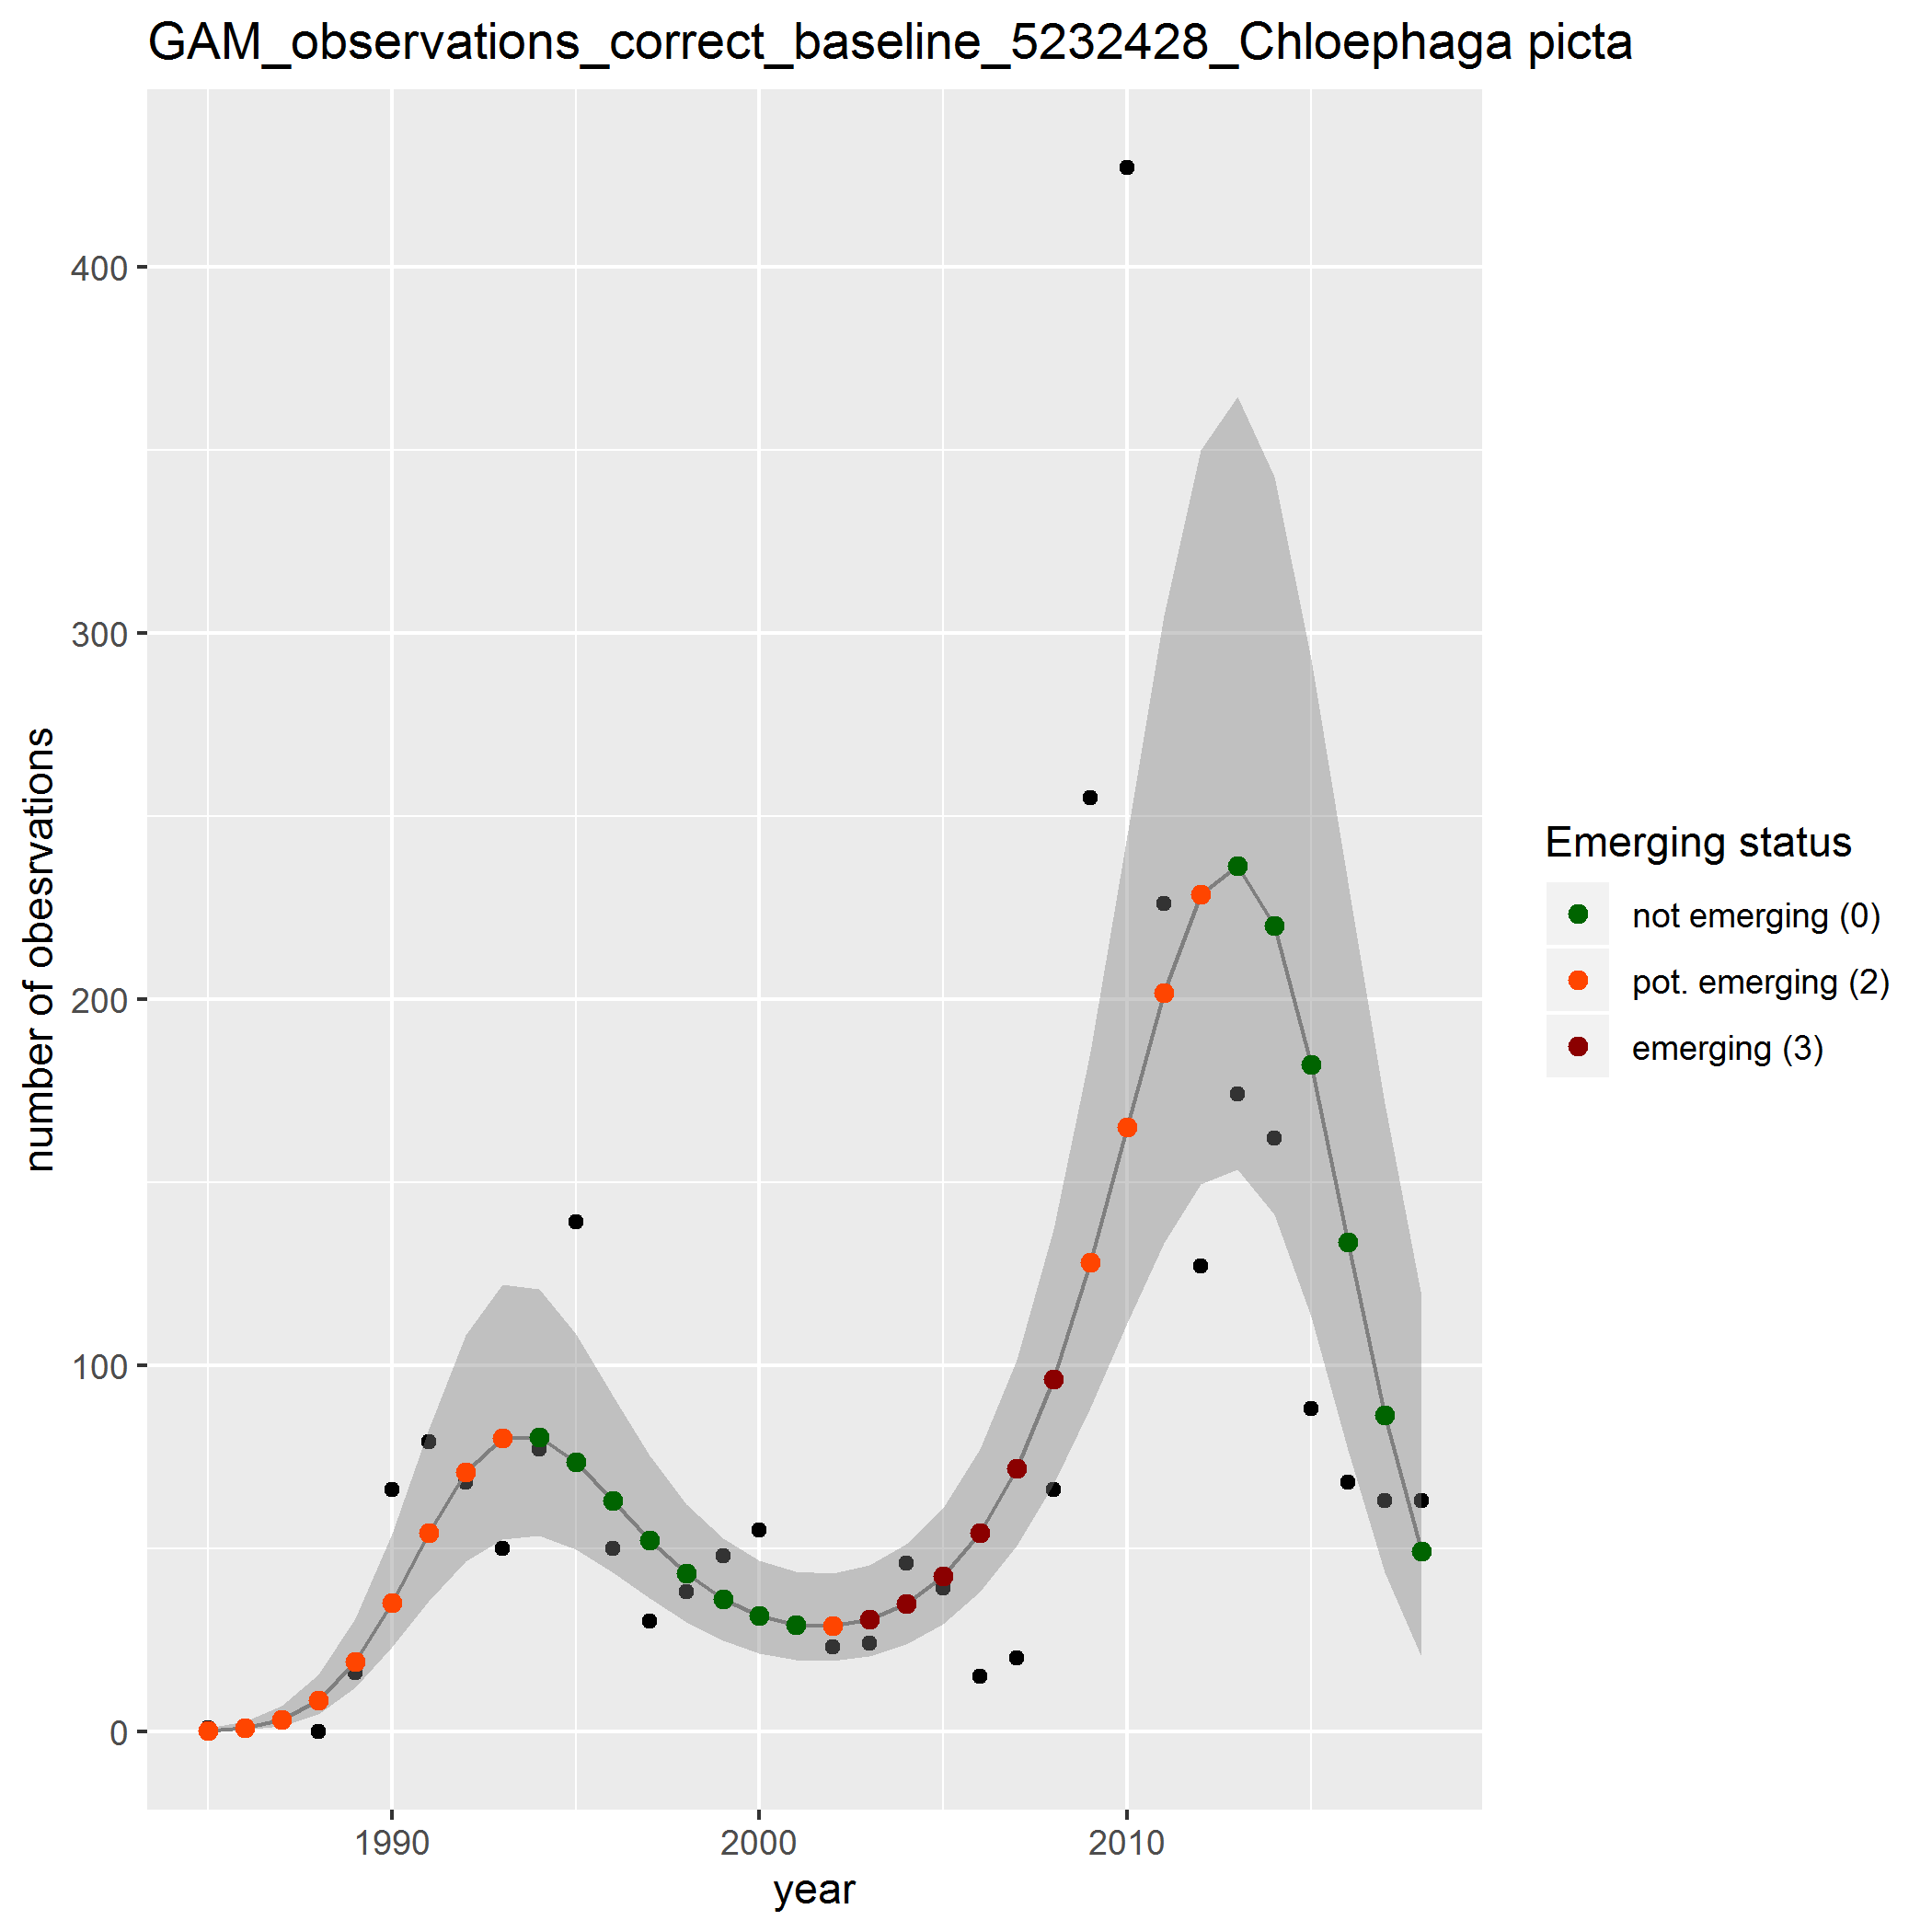 GAM_observations_correct_baseline_5232428_Chloephaga picta
number of obesrvations
400
300
200
100
0
1990
2000
2010
year
Emerging status
not emerging (0)
pot. emerging (2)
emerging (3)